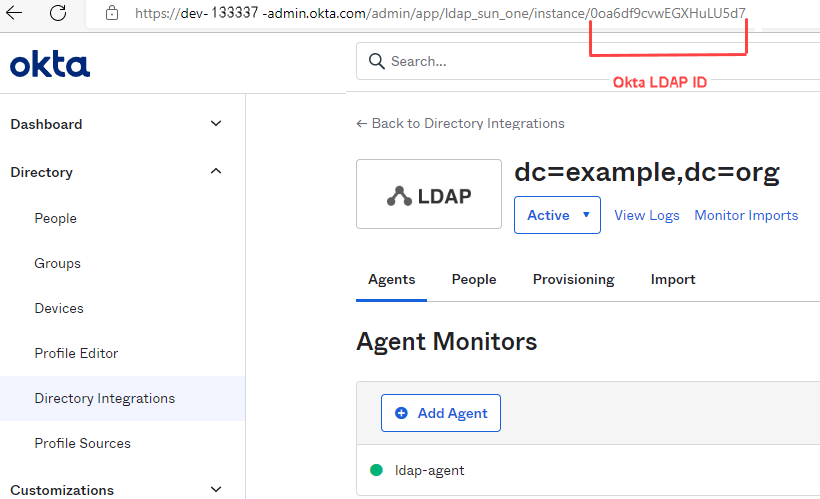 https://dev-133337-admin.okta.com/admin/app/ldap_sun_one/instance/0oa6df9cvwEGXHuLU5d7
Okta LDAP ID
okta
Search...
Dashboard
Directory
People
Groups
Devices
Profile Editor
Directory Integrations
Profile Sources
Customizations
← Back to Directory Integrations
LDAP
dc=example,dc=org
Active
View Logs
Monitor Imports
Agents
People
Provisioning
Import
Agent Monitors
Add Agent
ldap-agent